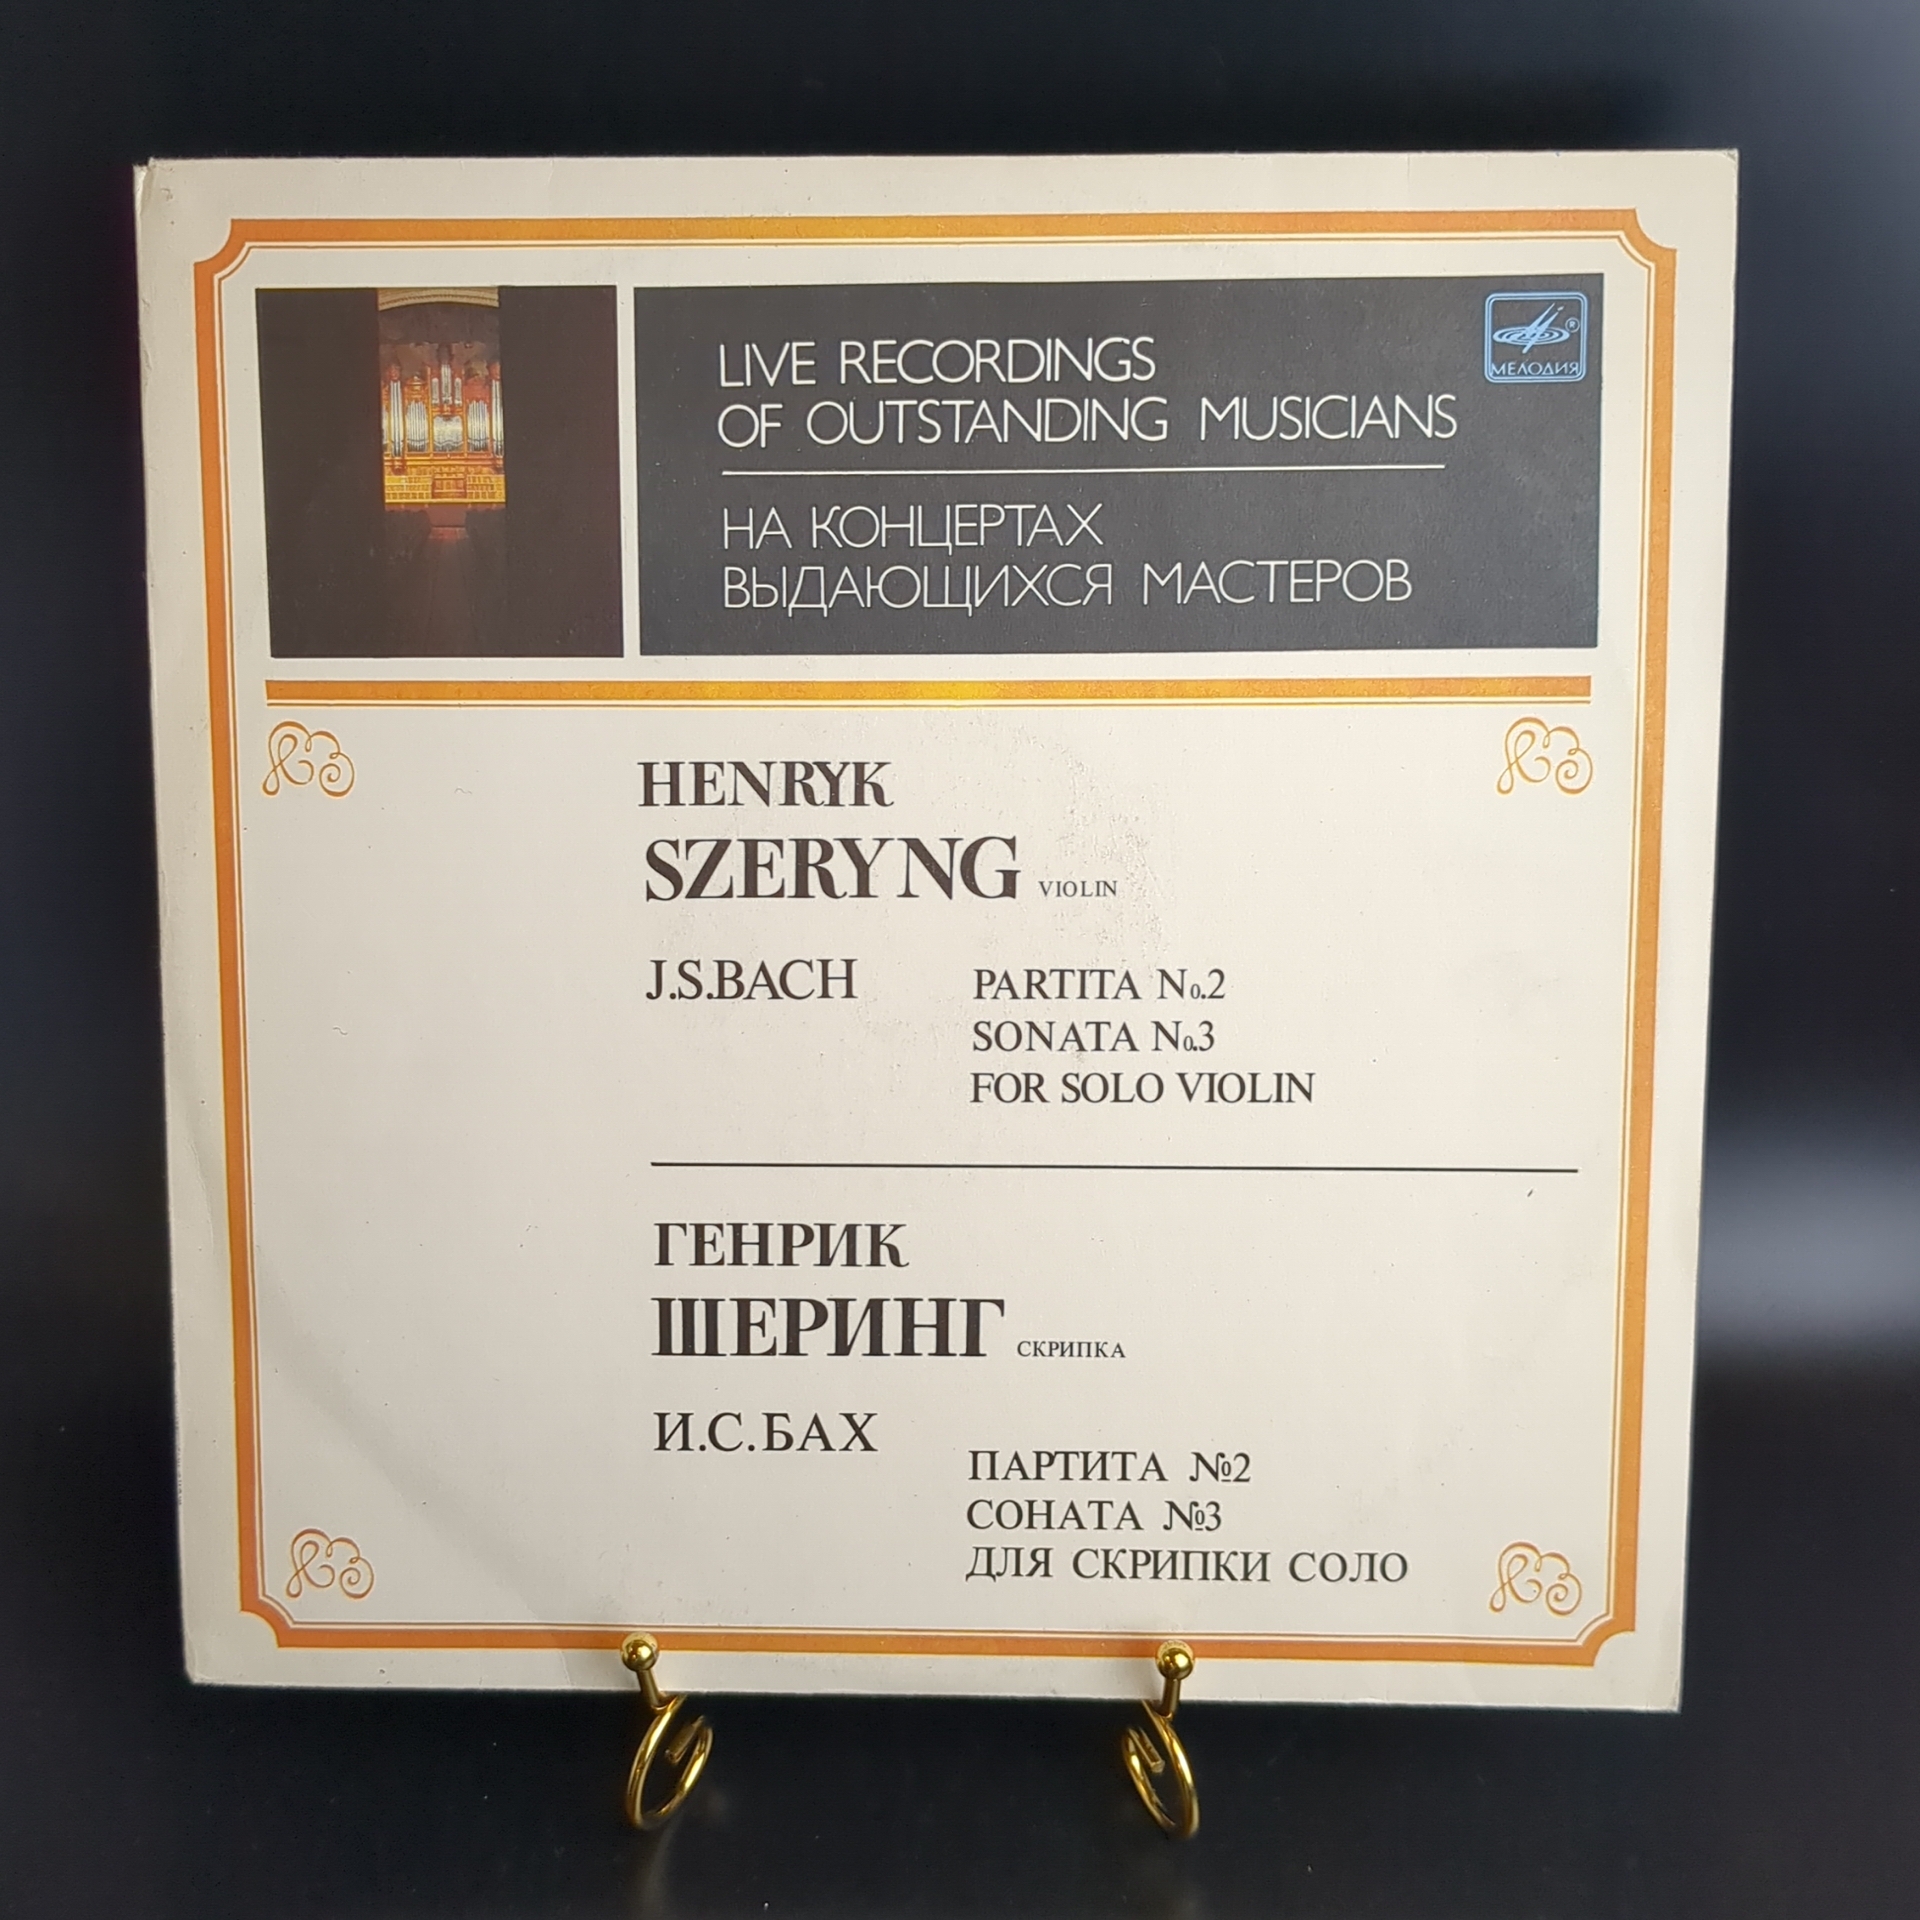 LIVE RECORDINGS
OF OUTSTANDING MUSICIANS
МЕЛОДИЯ
®
НА КОНЦЕРТАХ
ВЫДАЮЩИХСЯ МАСТЕРОВ
HENRYK
SZERYNG VIOLIN
J.S.BACH
PARTITA No.2
SONATA No.3
FOR SOLO VIOLIN
ГЕНРИК
ШЕРИНГ СКРИПКА
И.С.БАХ
ПАРТИТА №2
СОНАТА №3
ДЛЯ СКРИПКИ СОЛО